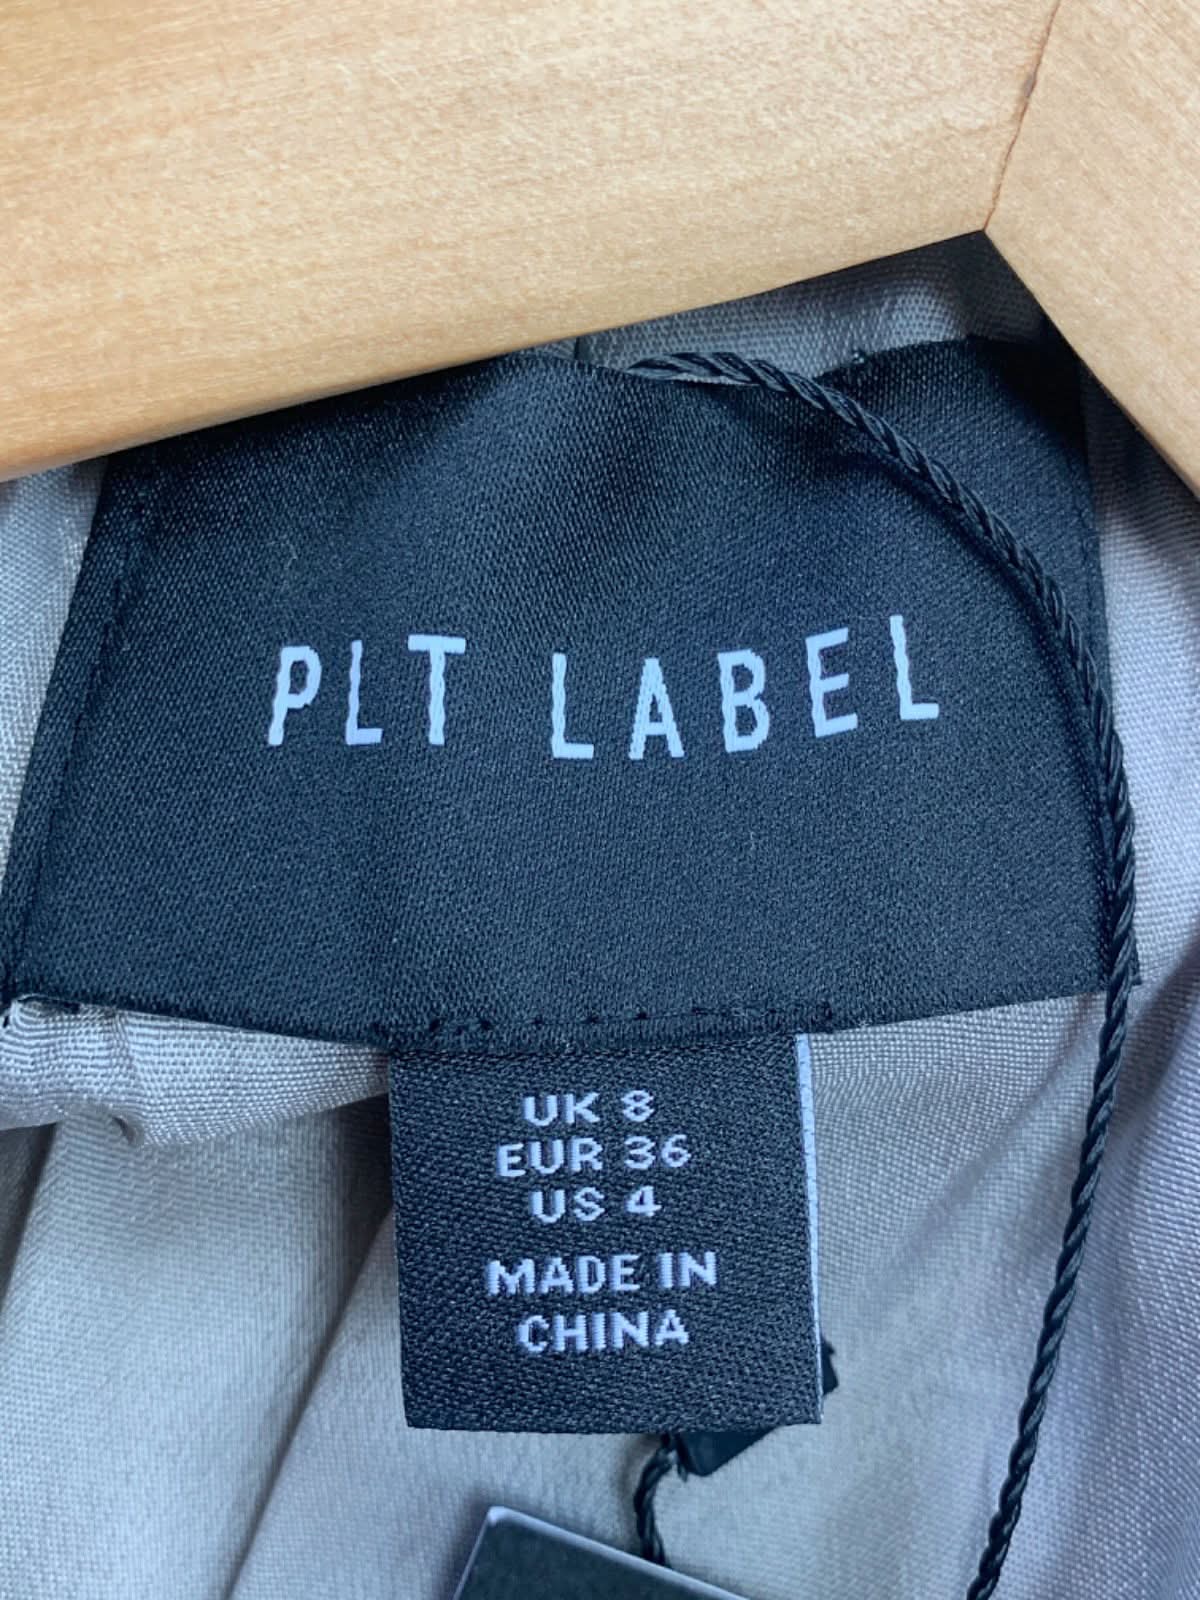 PLT LABEL
UK 8
EUR 36
US 4
MADE IN
CHINA